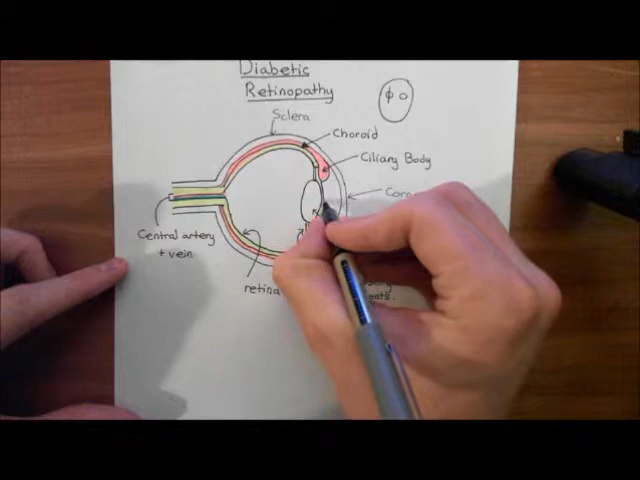 Diabetic
Retinopathy
Sclera
Choroid
Ciliary Body
Central artery
+ vein
retina